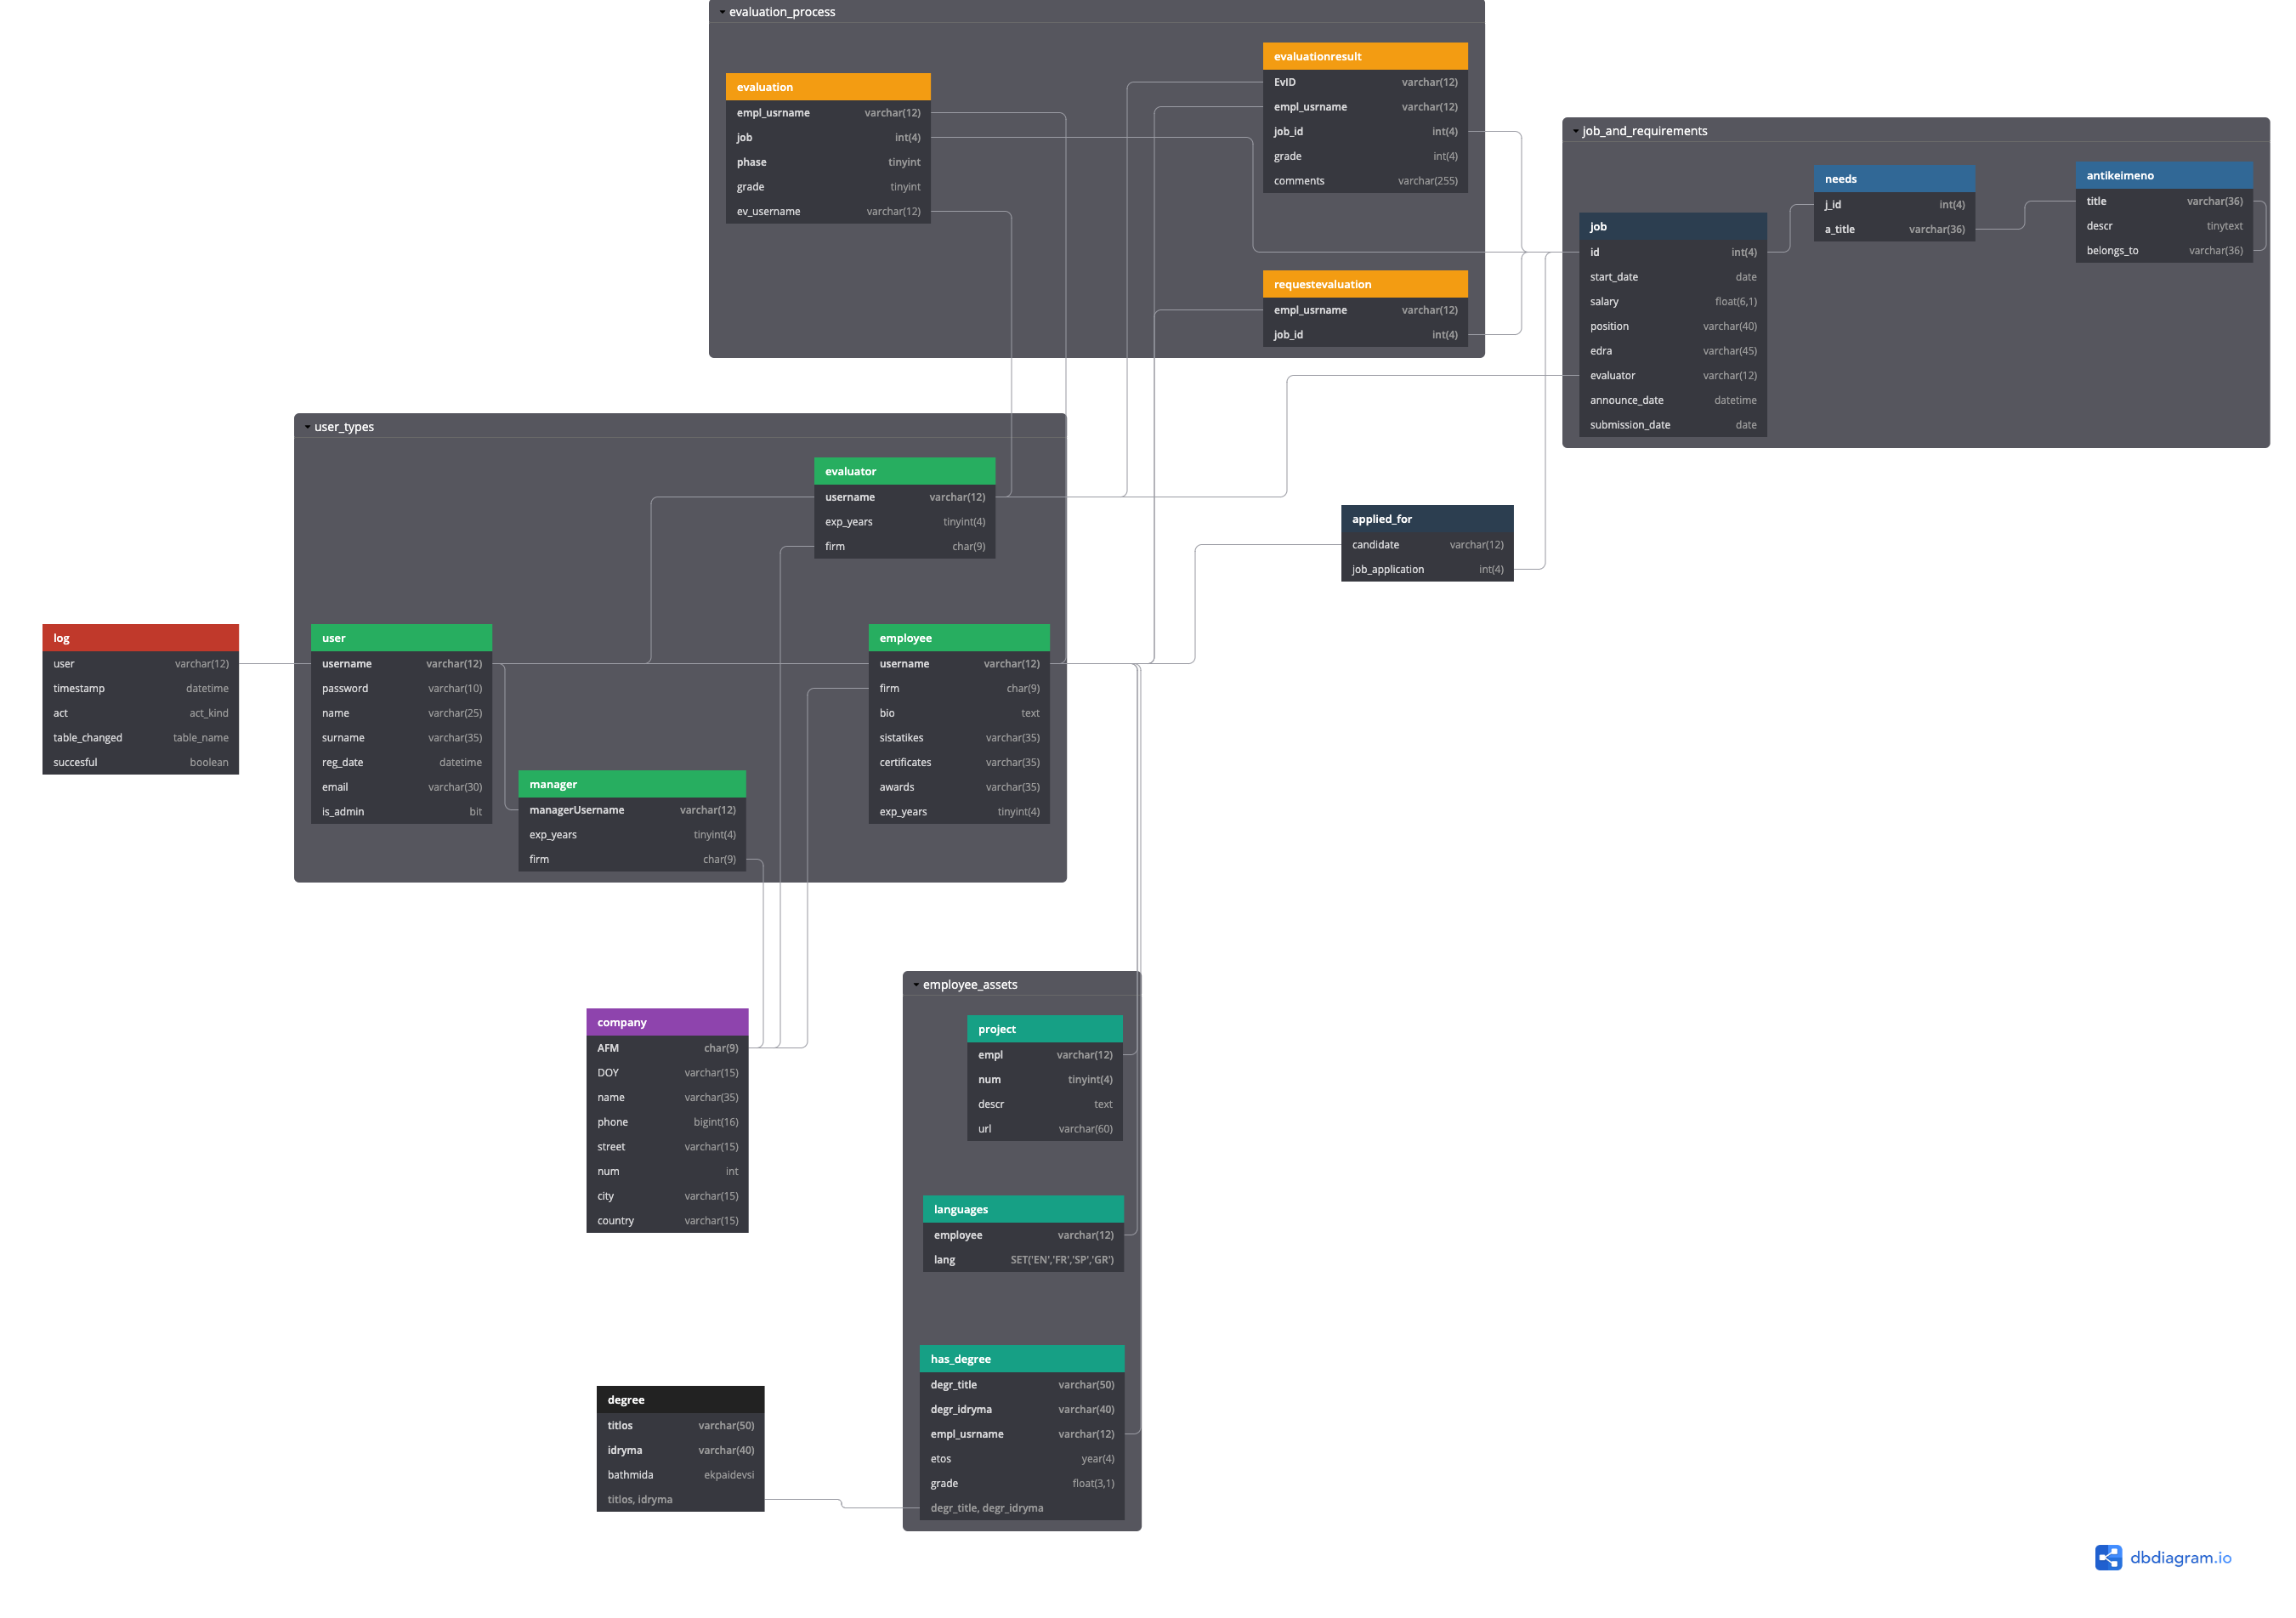 evaluation_process
evaluation
empl_usrname varchar(12)
job int(4)
phase tinyint
grade tinyint
ev_username varchar(12)
evaluationresult
EvID varchar(12)
empl_usrname varchar(12)
job_id int(4)
grade int(4)
comments varchar(255)
requestevaluation
empl_usrname varchar(12)
job_id int(4)
job_and_requirements
job
id int(4)
start_date date
salary float(6,1)
position varchar(40)
edra varchar(45)
evaluator varchar(12)
announce_date datetime
submission_date date
needs
j_id int(4)
a_title varchar(36)
antikeimeno
title varchar(36)
descr tinytext
belongs_to varchar(36)
user_types
evaluator
username varchar(12)
exp_years tinyint(4)
firm char(9)
applied_for
candidate varchar(12)
job_application int(4)
log
user varchar(12)
timestamp datetime
act act_kind
table_changed table_name
succesful boolean
user
username varchar(12)
password varchar(10)
name varchar(25)
surname varchar(35)
reg_date datetime
email varchar(30)
is_admin bit
manager
managerUsername varchar(12)
exp_years tinyint(4)
firm char(9)
employee
username varchar(12)
firm char(9)
bio text
sistatikes varchar(35)
certificates varchar(35)
awards varchar(35)
exp_years tinyint(4)
company
AFM char(9)
DOY varchar(15)
name varchar(35)
phone bigint(16)
street varchar(15)
num int
city varchar(15)
country varchar(15)
employee_assets
project
empl varchar(12)
num tinyint(4)
descr text
url varchar(60)
languages
employee varchar(12)
lang SET('EN','FR','SP','GR')
has_degree
degr_title varchar(50)
degr_idryma varchar(40)
empl_usrname varchar(12)
etos year(4)
grade float(3,1)
degr_title, degr_idryma
degree
titlos varchar(50)
idryma varchar(40)
bathmida ekpaidevsi
titlos, idryma
dbdiagram.io